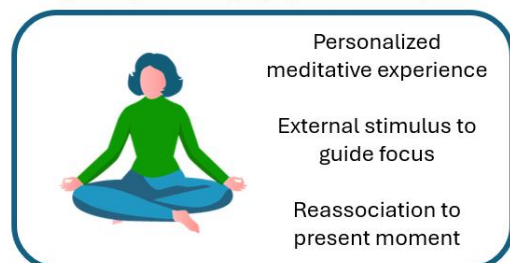 Personalized
meditative experience
External stimulus to
guide focus
Reassociation to
present moment